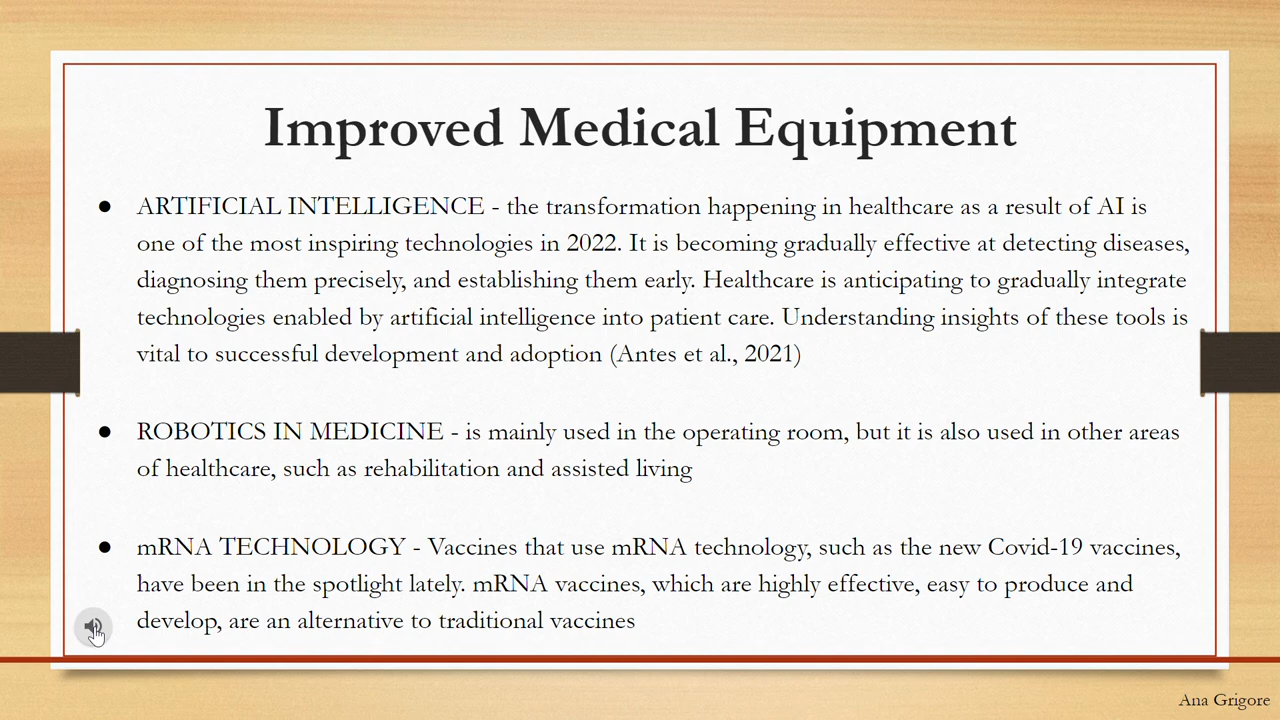 Improved Medical Equipment
● ARTIFICIAL INTELLIGENCE - the transformation happening in healthcare as a result of AI is
one of the most inspiring technologies in 2022. It is becoming gradually effective at detecting diseases,
diagnosing them precisely, and establishing them early. Healthcare is anticipating to gradually integrate
technologies enabled by artificial intelligence into patient care. Understanding insights of these tools is
vital to successful development and adoption (Antes et al., 2021)
● ROBOTICS IN MEDICINE - is mainly used in the operating room, but it is also used in other areas
of healthcare, such as rehabilitation and assisted living
● mRNA TECHNOLOGY - Vaccines that use mRNA technology, such as the new Covid-19 vaccines,
have been in the spotlight lately. mRNA vaccines, which are highly effective, easy to produce and
develop, are an alternative to traditional vaccines
Ana Grigore